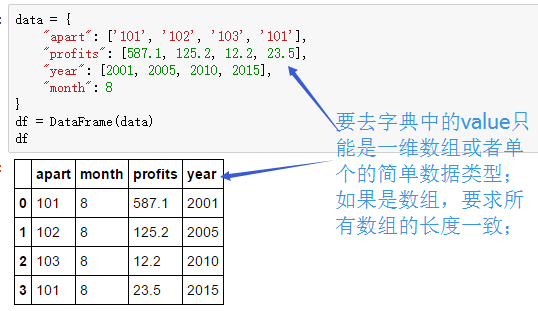 data = {
"apart": ['101', '102', '103', '101'],
"profits": [587.1, 125.2, 12.2, 23.5],
"year": [2001, 2005, 2010, 2015],
"month": 8
}
df = DataFrame(data)
df
要去字典中的value只
能是一维数组或者单
个的简单数据类型；
如果是数组，要求所
有数组的长度一致；
apart month profits year
0 101 8 587.1 2001
1 102 8 125.2 2005
2 103 8 12.2 2010
3 101 8 23.5 2015